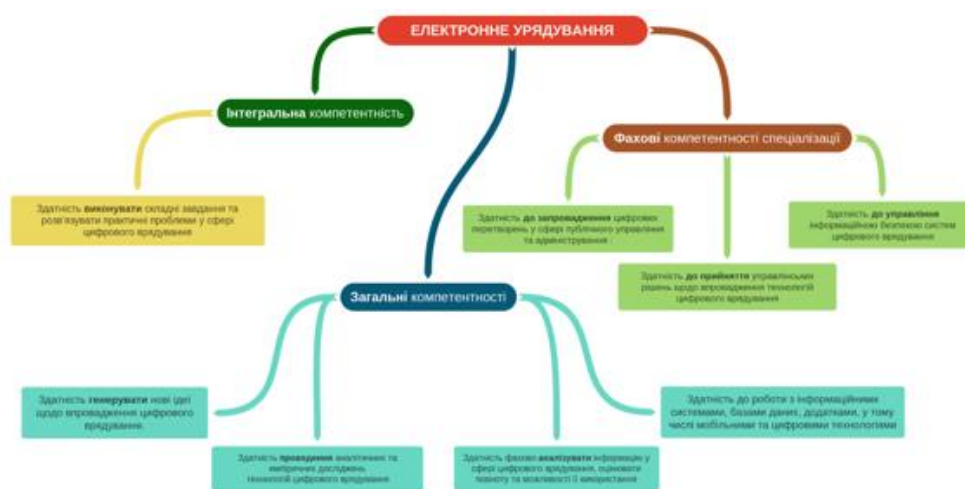 ЕЛЕКТРОННЕ УРЯДУВАННЯ
Інтегральна компетентність
Фахові компетентності спеціалізації
Здатність виконувати складні завдання та
розв'язувати практичні проблеми у сфері
цифрового врядування
Здатність до запровадження цифрових
перетворень у сфері публічного управління
та адміністрування :
Здатність до управління
інформаційною безпекою систем
цифрового врядування
Здатність до прийняття управлінських
рішень щодо впровадження технологій
цифрового врядування
Загальні компетентності
Здатність генерувати нові ідеї
щодо впровадження цифрового
врядування.
Здатність до роботи з інформаційними
системами, базами даних, додатками, у тому
числі мобільними та цифровими технологіями
Здатність проведення аналітичних та
емпіричних досліджень
технологій цифрового врядування
Здатність фахово аналізувати інформацію у
сфері цифрового врядування, оцінювати
повноту та можливості її використання